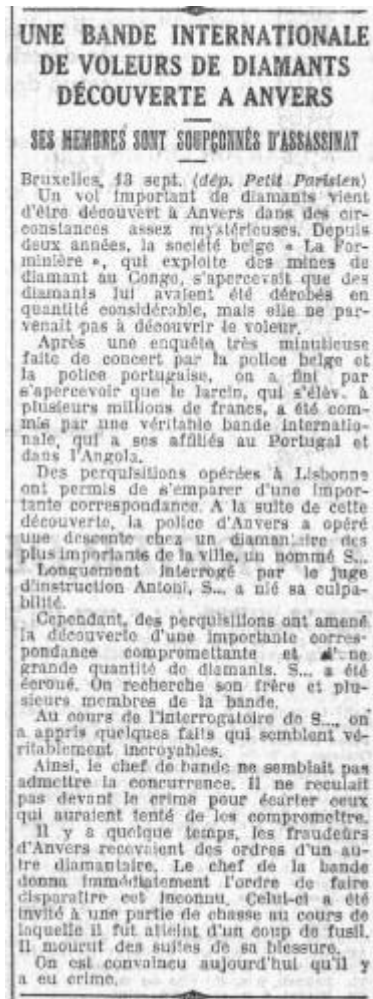 UNE BANDE INTERNATIONALE
DE VOLEURS DE DIAMANTS
DÉCOUVERTE A ANVERS
SES MEMBRES SONT SOUPÇONNÉS D'ASSASSINAT
Bruxelles, 13 sept. (dép. Petit Parisien)
Un vol important de diamants vient
d'être découvert à Anvers dans des cir-
constances assez mystérieuses. Depuis
deux années, la société belge « La For-
minière », qui exploite des mines de
diamant au Congo, s'apercevait que des
diamants lui avaient été dérobés en
quantité considérable, mais elle ne par-
venait pas à découvrir le voleur.
Après une enquête très minutieuse
faite de concert par la police belge et
la police portugaise, on a fini par
s'apercevoir que le larcin, qui s'élève à
plusieurs millions de francs, a été com-
mis par une véritable bande internatio-
nale, qui a ses affiliés au Portugal et
dans l'Angola.
Des perquisitions opérées à Lisbonne
ont permis de s'emparer d'une impor-
tante correspondance. A la suite de cette
découverte, la police d'Anvers a opéré
une descente chez un diamantaire des
plus importants de la ville, un nommé S...
Longuement interrogé par le juge
d'instruction Antoni, S... a nié sa culpa-
bilité.
Cependant, des perquisitions ont amené
la découverte d'une importante corres-
pondance compromettante et d'une
grande quantité de diamants. S... a été
écroué. On recherche son frère et plu-
sieurs membres de la bande.
Au cours de l'interrogatoire de S..., on
a appris quelques faits qui semblent vé-
ritablement incroyables.
Ainsi, le chef de bande ne semblait pas
admettre la concurrence. Il ne reculait
pas devant le crime pour écarter ceux
qui auraient tenté de les compromettre.
Il y a quelque temps, les fraudeurs
d'Anvers recevaient des ordres d'un au-
tre diamantaire. Le chef de la bande
donna immédiatement l'ordre de faire
disparaître cet inconnu. Celui-ci a été
invité à une partie de chasse au cours de
laquelle il fut atteint d'un coup de fusil.
Il mourut des suites de sa blessure.
On est convaincu aujourd'hui qu'il y
a eu crime.